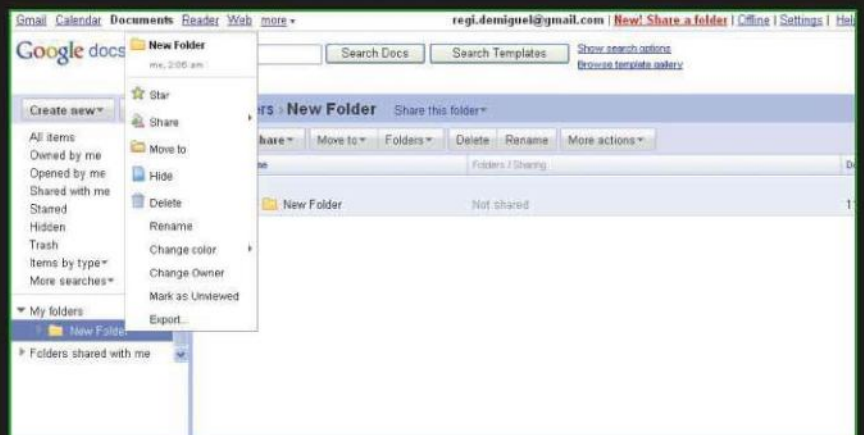 Gmail Calendar Documents Reader Web more
regi.demiguel@gmail.com | New! Share a folder | Offline | Settings | Help
Google docs
Search Docs
Search Templates
Show search options
Browse template gallery
New Folder
me, 2:06 am
Star
Share
Move to
Hide
Delete
Rename
Change color
Change Owner
Mark as Unviewed
Export...
Create new
New Folder
Share this folder
All items
Owned by me
Opened by me
Shared with me
Starred
Hidden
Trash
Items by type
More searches
My folders
New Folder
Folders shared with me
Move to
Folders
Delete
Rename
More actions
Folders / Sharing
New Folder
Not shared